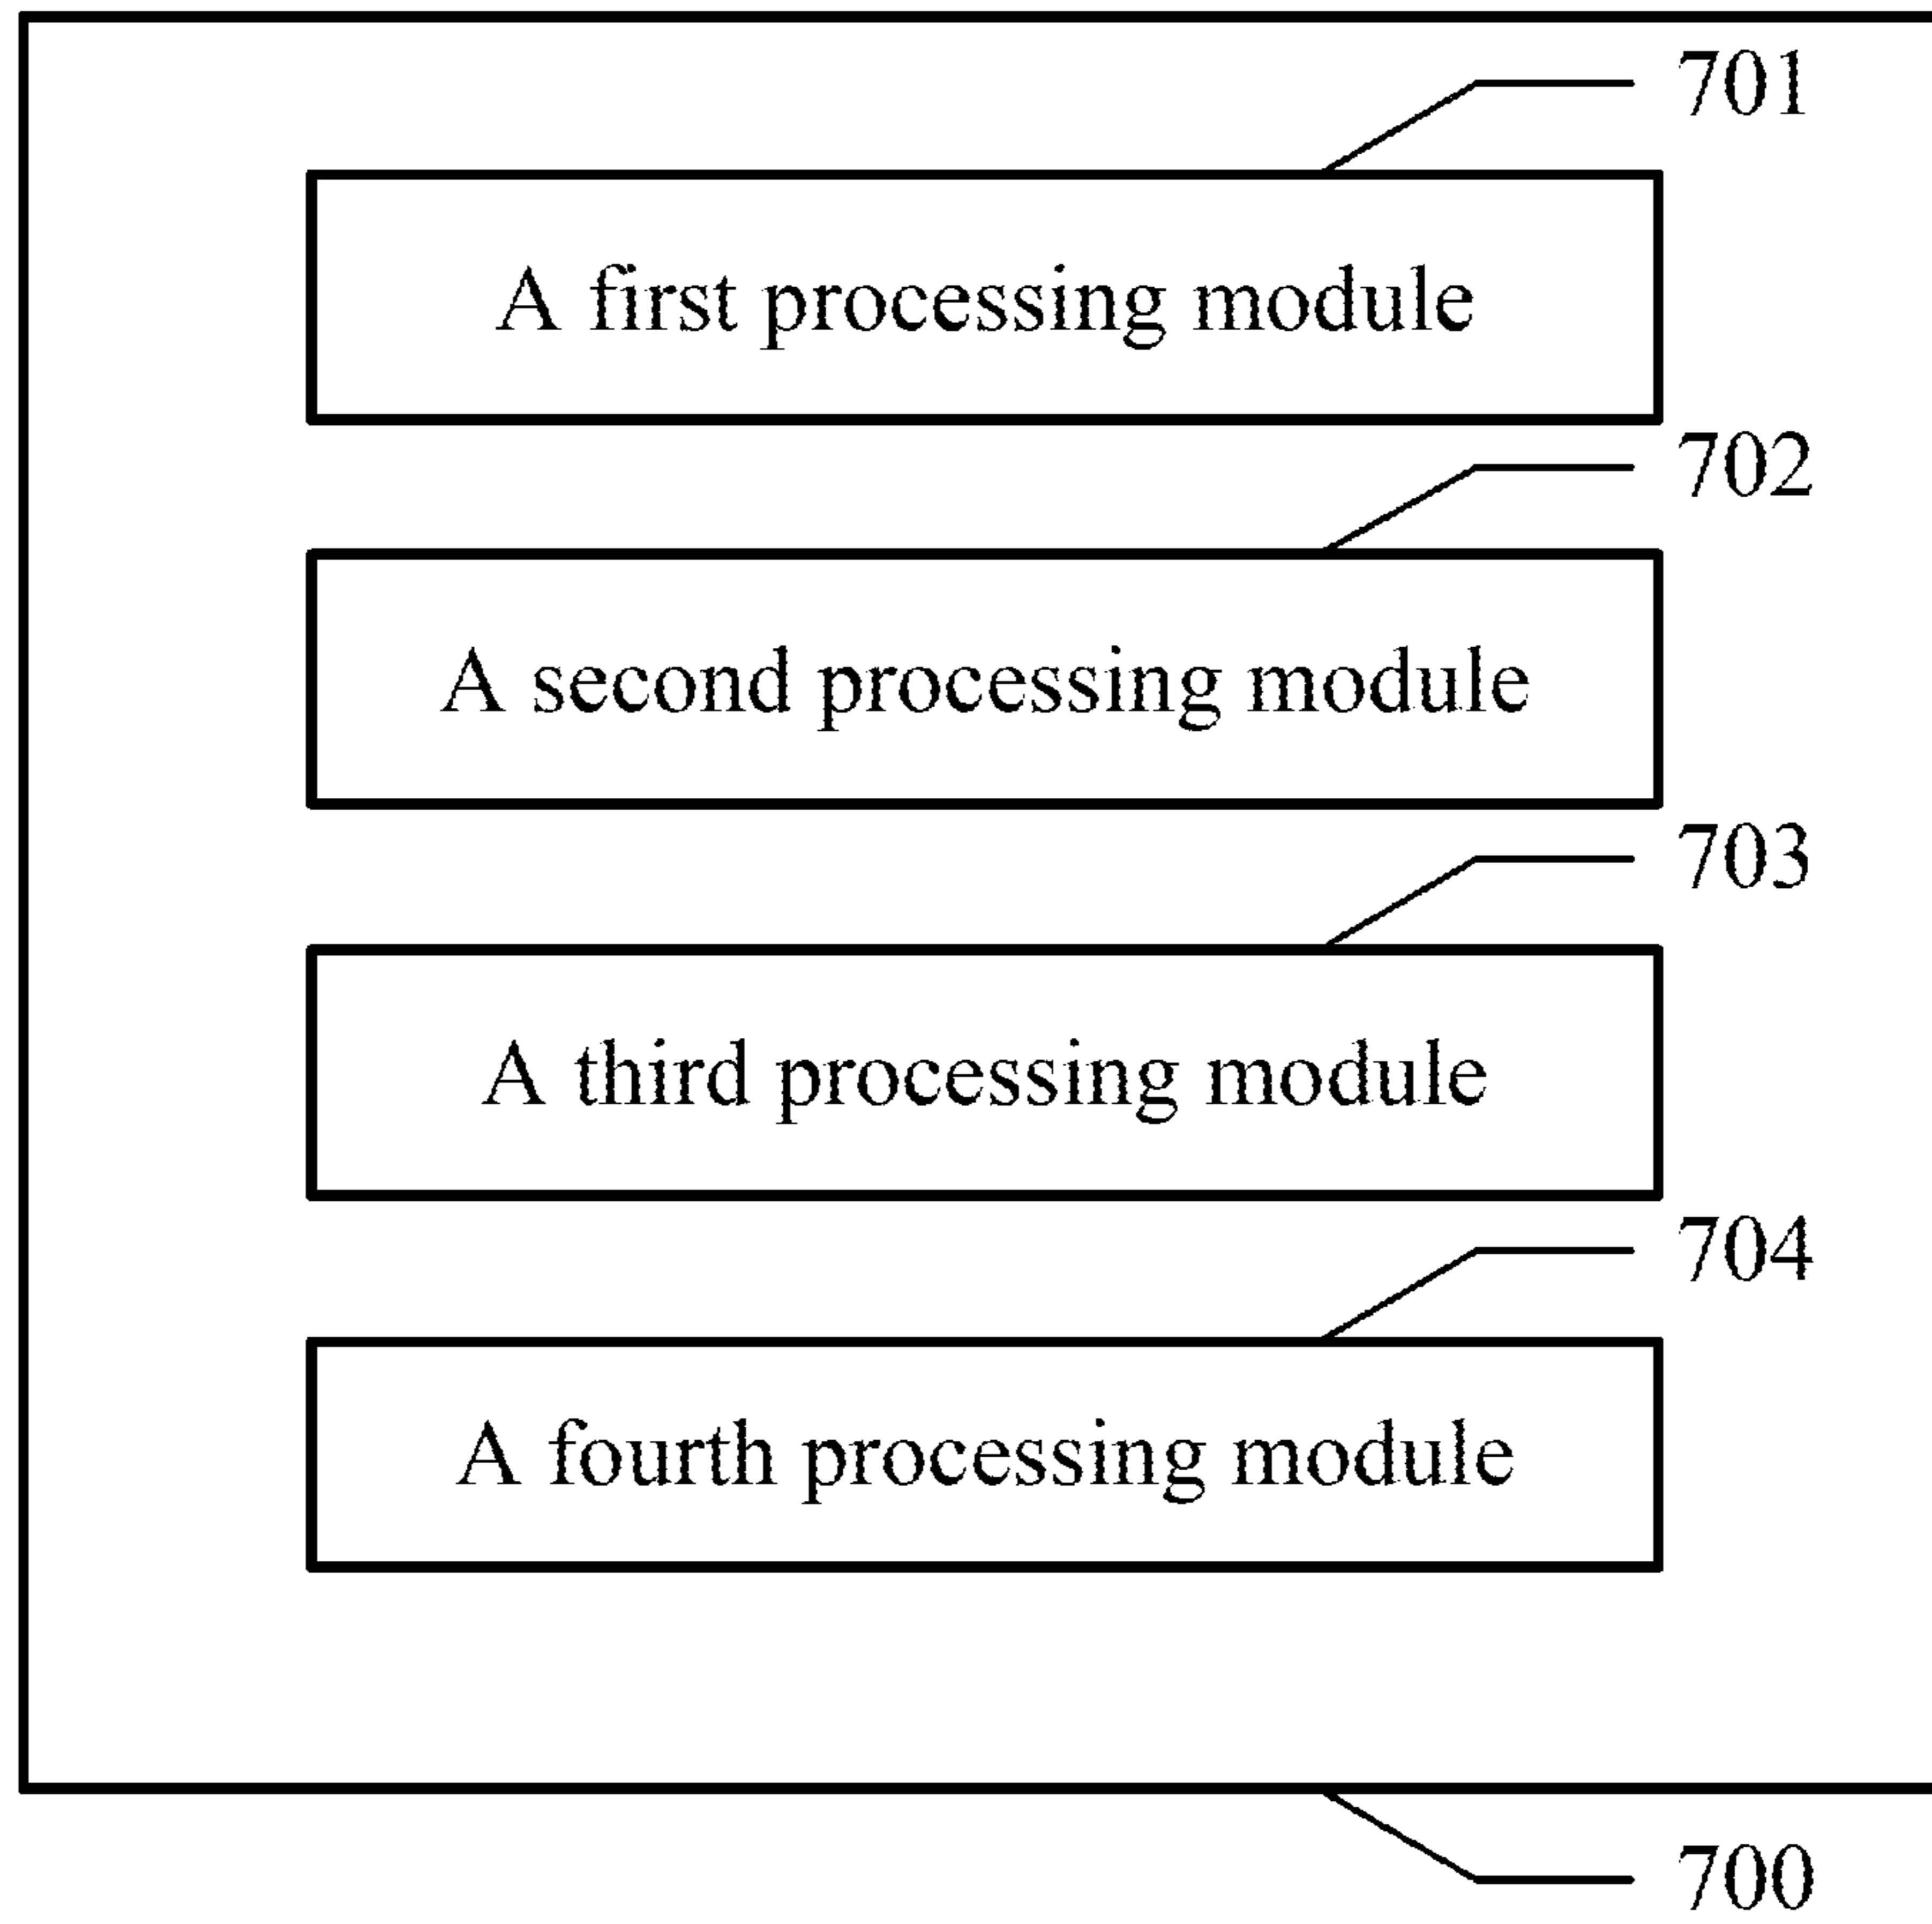 701
A first processing module
702
A second processing module
703
A third processing module
704
A fourth processing module
700